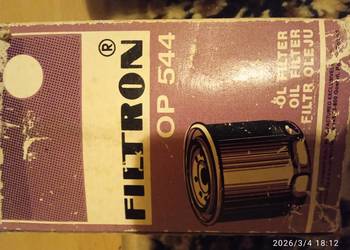 FILTRON®
OP 544
ÖL FILTER
OIL FILTER
FILTR OLEJU
2026/3/4 18:12